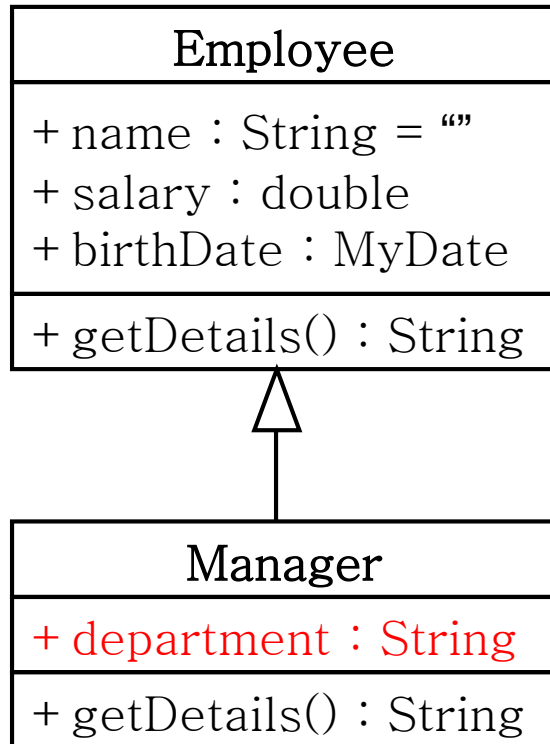 Employee
+ name : String = “”
+ salary : double
+ birthDate : MyDate
+ getDetails() : String
Manager
+ department : String
+ getDetails() : String